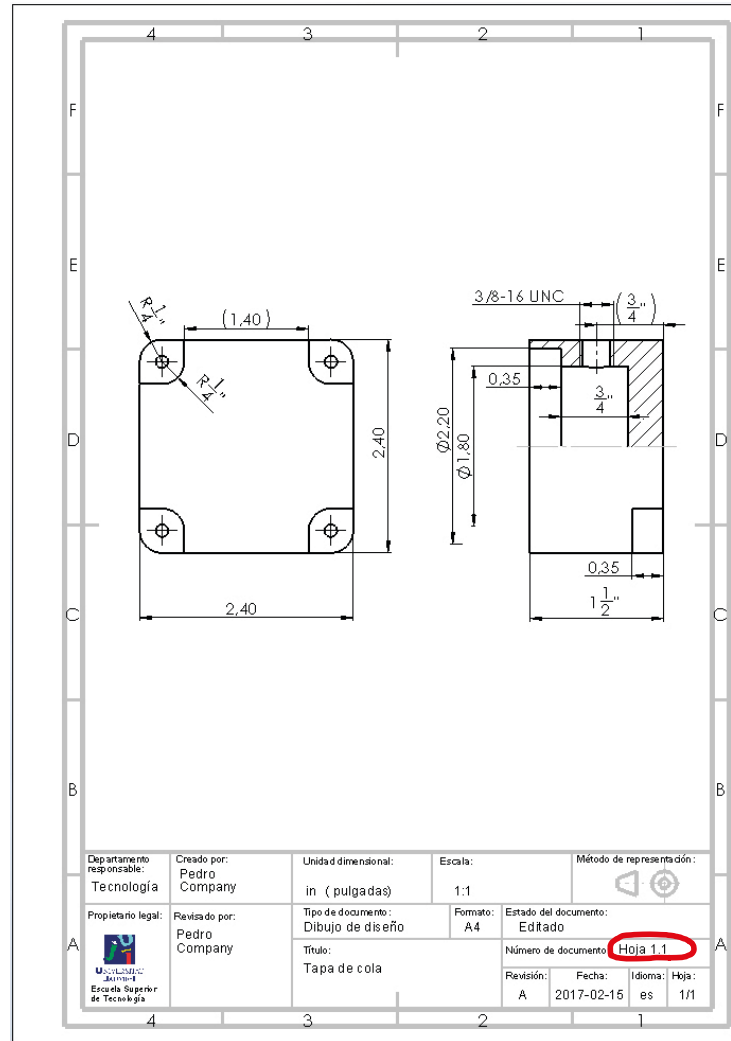 4 3 2 1
F F
E E
3/8-16 UNC
(3/4")
R1/4"
(1,40)
R1/4"
0,35
3/4"
D D
2,40
Ø2,20
Ø1,80
0,35
1 1/2"
2,40
C C
B B
Departamento responsable:
Tecnología
Creado por:
Pedro
Company
Unidad dimensional:
in (pulgadas)
Escala:
1:1
Método de representación:
Propietario legal:
UNIVERSITAT
JAUME I
Escuela Superior
de Tecnología
Revisado por:
Pedro
Company
Tipo de documento:
Dibujo de diseño
Formato:
A4
Estado del documento:
Editado
Título:
Tapa de cola
Número de documento:
Hoja 1.1
Revisión:
A
Fecha:
2017-02-15
Idioma:
es
Hoja:
1/1
A A
4 3 2 1